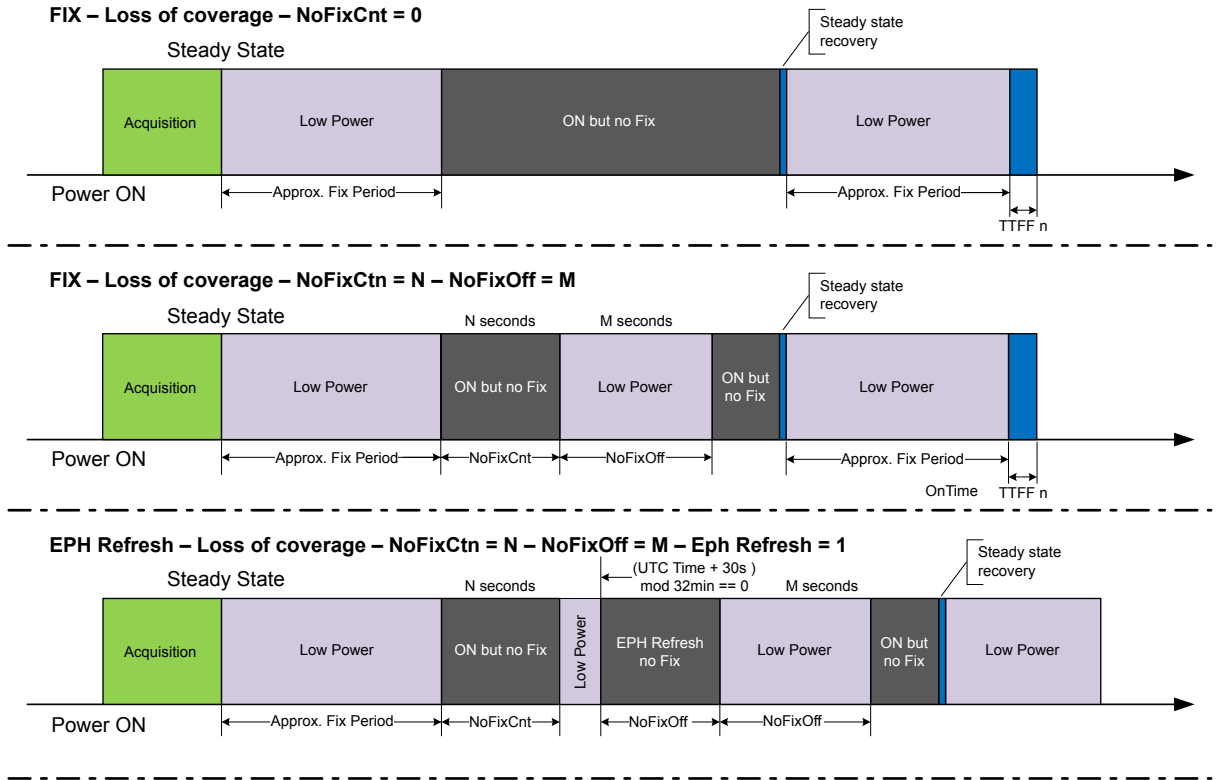 FIX – Loss of coverage – NoFixCnt = 0
Steady state
recovery
Steady State
Acquisition
Low Power
ON but no Fix
Low Power
Power ON
Approx. Fix Period
Approx. Fix Period
TTFF n
FIX – Loss of coverage – NoFixCtn = N – NoFixOff = M
Steady state
recovery
Steady State
N seconds
M seconds
Acquisition
Low Power
ON but no Fix
Low Power
ON but
no Fix
Low Power
Power ON
Approx. Fix Period
NoFixCnt
NoFixOff
Approx. Fix Period
OnTime
TTFF n
EPH Refresh – Loss of coverage – NoFixCtn = N – NoFixOff = M – Eph Refresh = 1
Steady state
recovery
Steady State
N seconds
(UTC Time + 30s )
mod 32min == 0
M seconds
Acquisition
Low Power
ON but no Fix
Low Power
EPH Refresh
no Fix
Low Power
ON but
no Fix
Low Power
Power ON
Approx. Fix Period
NoFixCnt
NoFixOff
NoFixOff